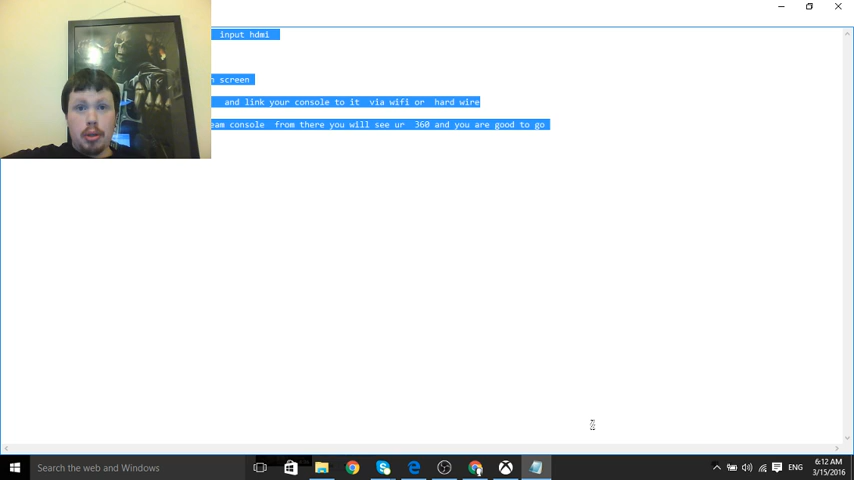 input hdmi
screen
and link your console to it via wifi or hard wire
console from there you will see ur 360 and you are good to go
Search the web and Windows
ENG
6:12 AM
3/15/2016